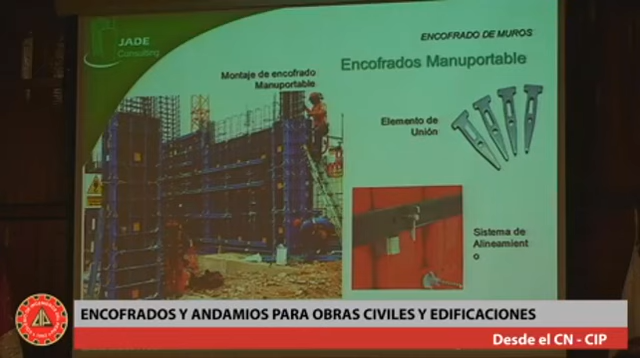 JADE
Consulting
ENCOFRADO DE MUROS
Encofrados Manuportable
Montaje de encofrado
Manuportable
Elemento de
Unión
Sistema de
Alineamient
o
ENCOFRADOS Y ANDAMIOS PARA OBRAS CIVILES Y EDIFICACIONES
Desde el CN - CIP